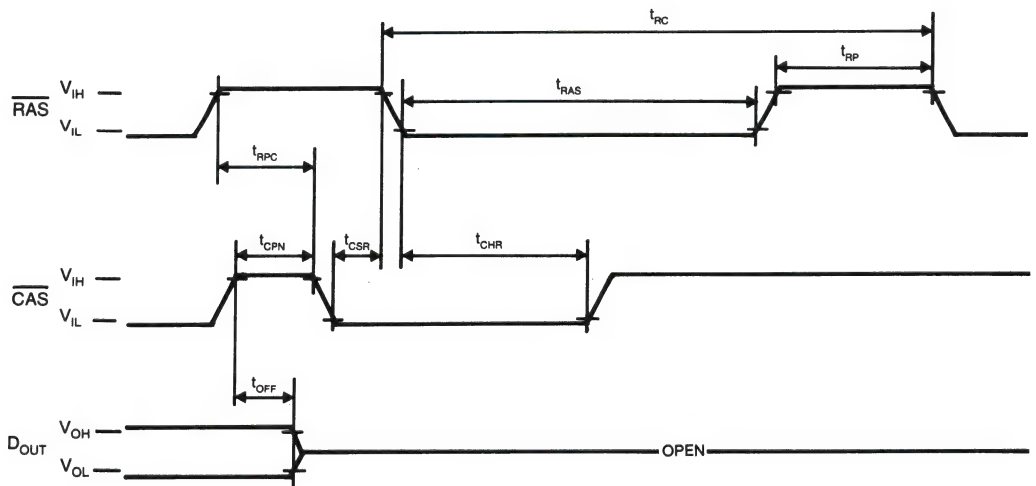 tRC
tRP
VIH
RAS
tRAS
VIL
tRPC
tCPN
tCSR
tCHR
VIH
CAS
VIL
tOFF
VOH
DOUT
OPEN
VOL